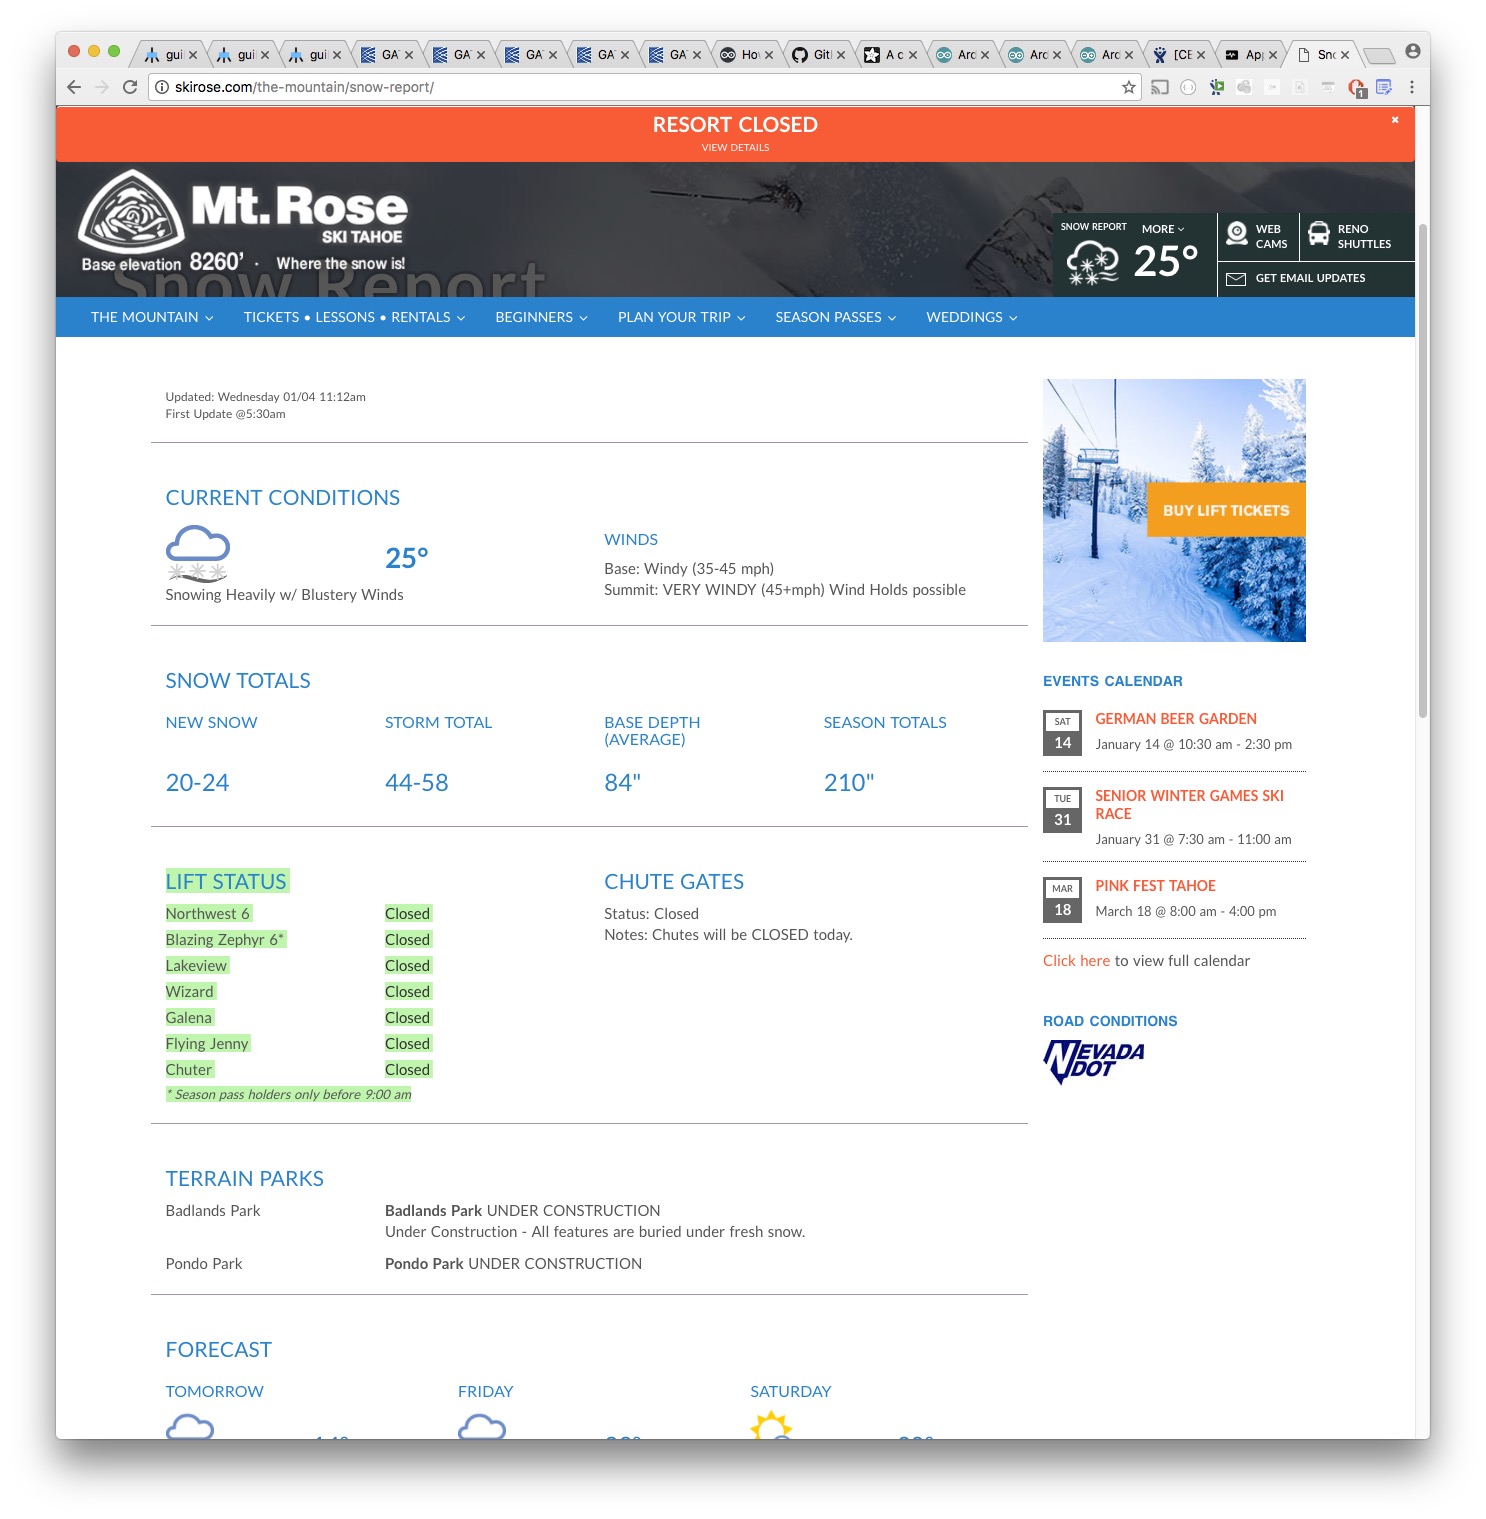 gui
gui
gui
GA
GA
GA
GA
GA
Ho
Git
A c
Ard
Ard
Ard
[CE
Ap
Sno
skirose.com/the-mountain/snow-report/
1
RESORT CLOSED
VIEW DETAILS
Mt. Rose
SKI TAHOE
Base elevation 8260' · Where the snow is!
Snow Report
SNOW REPORT MORE
25°
WEB CAMS
RENO SHUTTLES
GET EMAIL UPDATES
THE MOUNTAIN TICKETS • LESSONS • RENTALS BEGINNERS PLAN YOUR TRIP SEASON PASSES WEDDINGS
Updated: Wednesday 01/04 11:12am
First Update @5:30am
CURRENT CONDITIONS
25°
Snowing Heavily w/ Blustery Winds
WINDS
Base: Windy (35-45 mph)
Summit: VERY WINDY (45+mph) Wind Holds possible
SNOW TOTALS
NEW SNOW
20-24
STORM TOTAL
44-58
BASE DEPTH
(AVERAGE)
84"
SEASON TOTALS
210"
LIFT STATUS
Northwest 6 Closed
Blazing Zephyr 6* Closed
Lakeview Closed
Wizard Closed
Galena Closed
Flying Jenny Closed
Chuter Closed
* Season pass holders only before 9:00 am
CHUTE GATES
Status: Closed
Notes: Chutes will be CLOSED today.
TERRAIN PARKS
Badlands Park Badlands Park UNDER CONSTRUCTION
Under Construction - All features are buried under fresh snow.
Pondo Park Pondo Park UNDER CONSTRUCTION
FORECAST
TOMORROW FRIDAY SATURDAY
BUY LIFT TICKETS
EVENTS CALENDAR
SAT
14
GERMAN BEER GARDEN
January 14 @ 10:30 am - 2:30 pm
TUE
31
SENIOR WINTER GAMES SKI
RACE
January 31 @ 7:30 am - 11:00 am
MAR
18
PINK FEST TAHOE
March 18 @ 8:00 am - 4:00 pm
Click here to view full calendar
ROAD CONDITIONS
NEVADA
DOT